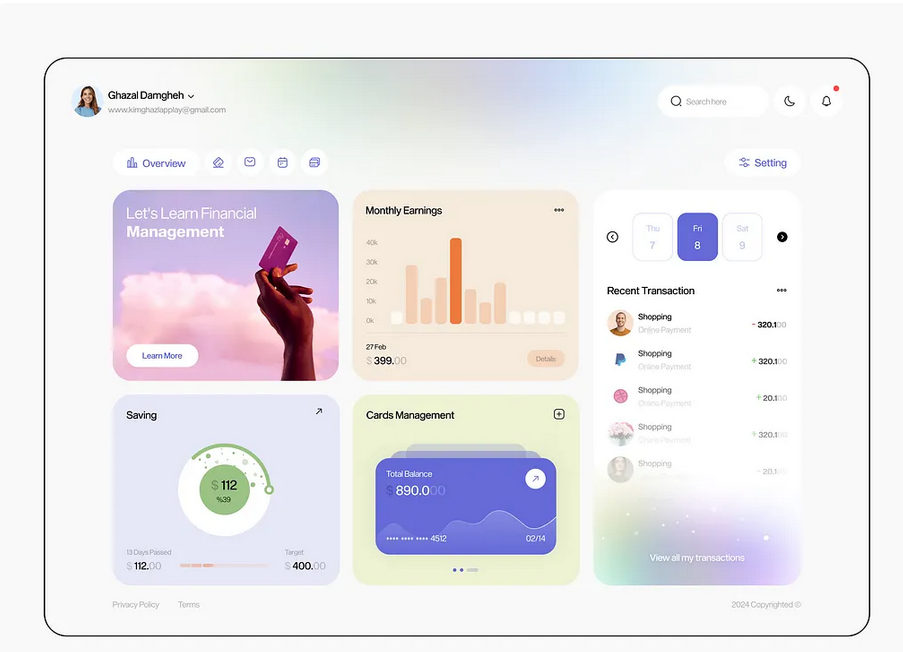 Ghazal Damgheh
www.kimghazlapplay@gmail.com
Search here
Overview
Setting
Let's Learn Financial
Management
Learn More
Monthly Earnings
40k
30k
20k
10k
0k
27 Feb
$ 399.00
Details
Thu
7
Fri
8
Sat
9
Recent Transaction
Shopping
Online Payment
- 320.100
Shopping
Online Payment
+ 320.100
Shopping
Online Payment
+ 20.100
Shopping
Online Payment
+ 320.100
Shopping
- 20.100
View all my transactions
Saving
$ 112
%39
13 Days Passed
$ 112.00
Target
$ 400.00
Cards Management
Total Balance
$ 890.000
**** **** **** 4512
02/14
Privacy Policy
Terms
2024 Copyrighted ©